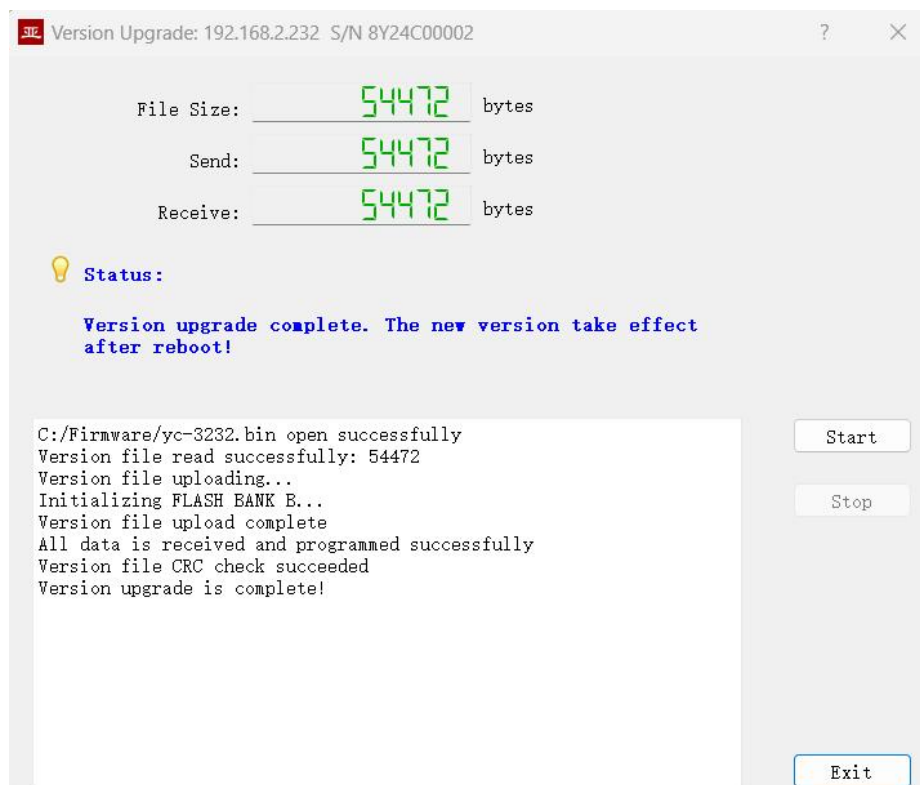 亚 Version Upgrade: 192.168.2.232 S/N 8Y24C00002 ?
File Size: 54472 bytes
Send: 54472 bytes
Receive: 54472 bytes
Status:
Version upgrade complete. The new version take effect
after reboot!
C:/Firmware/yc-3232.bin open successfully
Version file read successfully: 54472
Version file uploading...
Initializing FLASH BANK B...
Version file upload complete
All data is received and programmed successfully
Version file CRC check succeeded
Version upgrade is complete!
Start
Stop
Exit